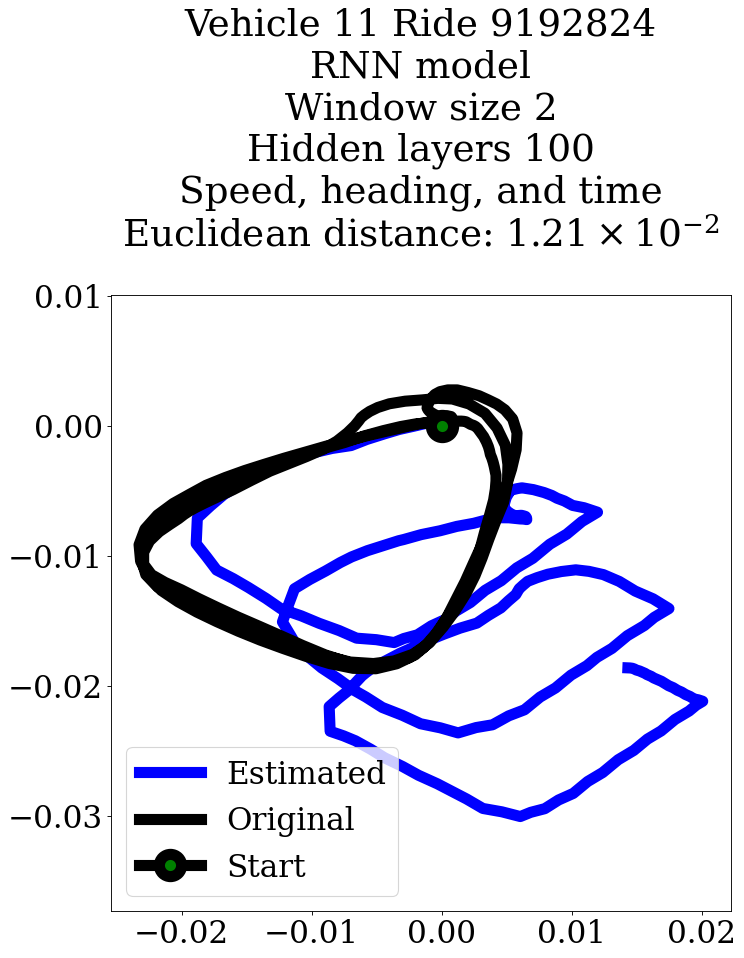 Vehicle 11 Ride 9192824
RNN model
Window size 2
Hidden layers 100
Speed, heading, and time
Euclidean distance: 1.21 × 10⁻²
0.01
0.00
−0.01
−0.02
−0.03
Estimated
Original
Start
−0.02 −0.01 0.00 0.01 0.02